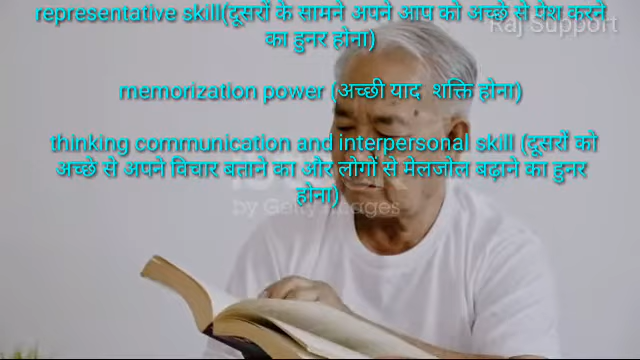 representative skill(दूसरों के सामने अपने आप को अच्छे से पेश करने
का हुनर होना)
Raj Support
memorization power (अच्छी याद शक्ति होना)
thinking communication and interpersonal skill (दूसरों को
अच्छे से अपने विचार बताने का और लोगों से मेलजोल बढ़ाने का हुनर
होना)
by Getty Images